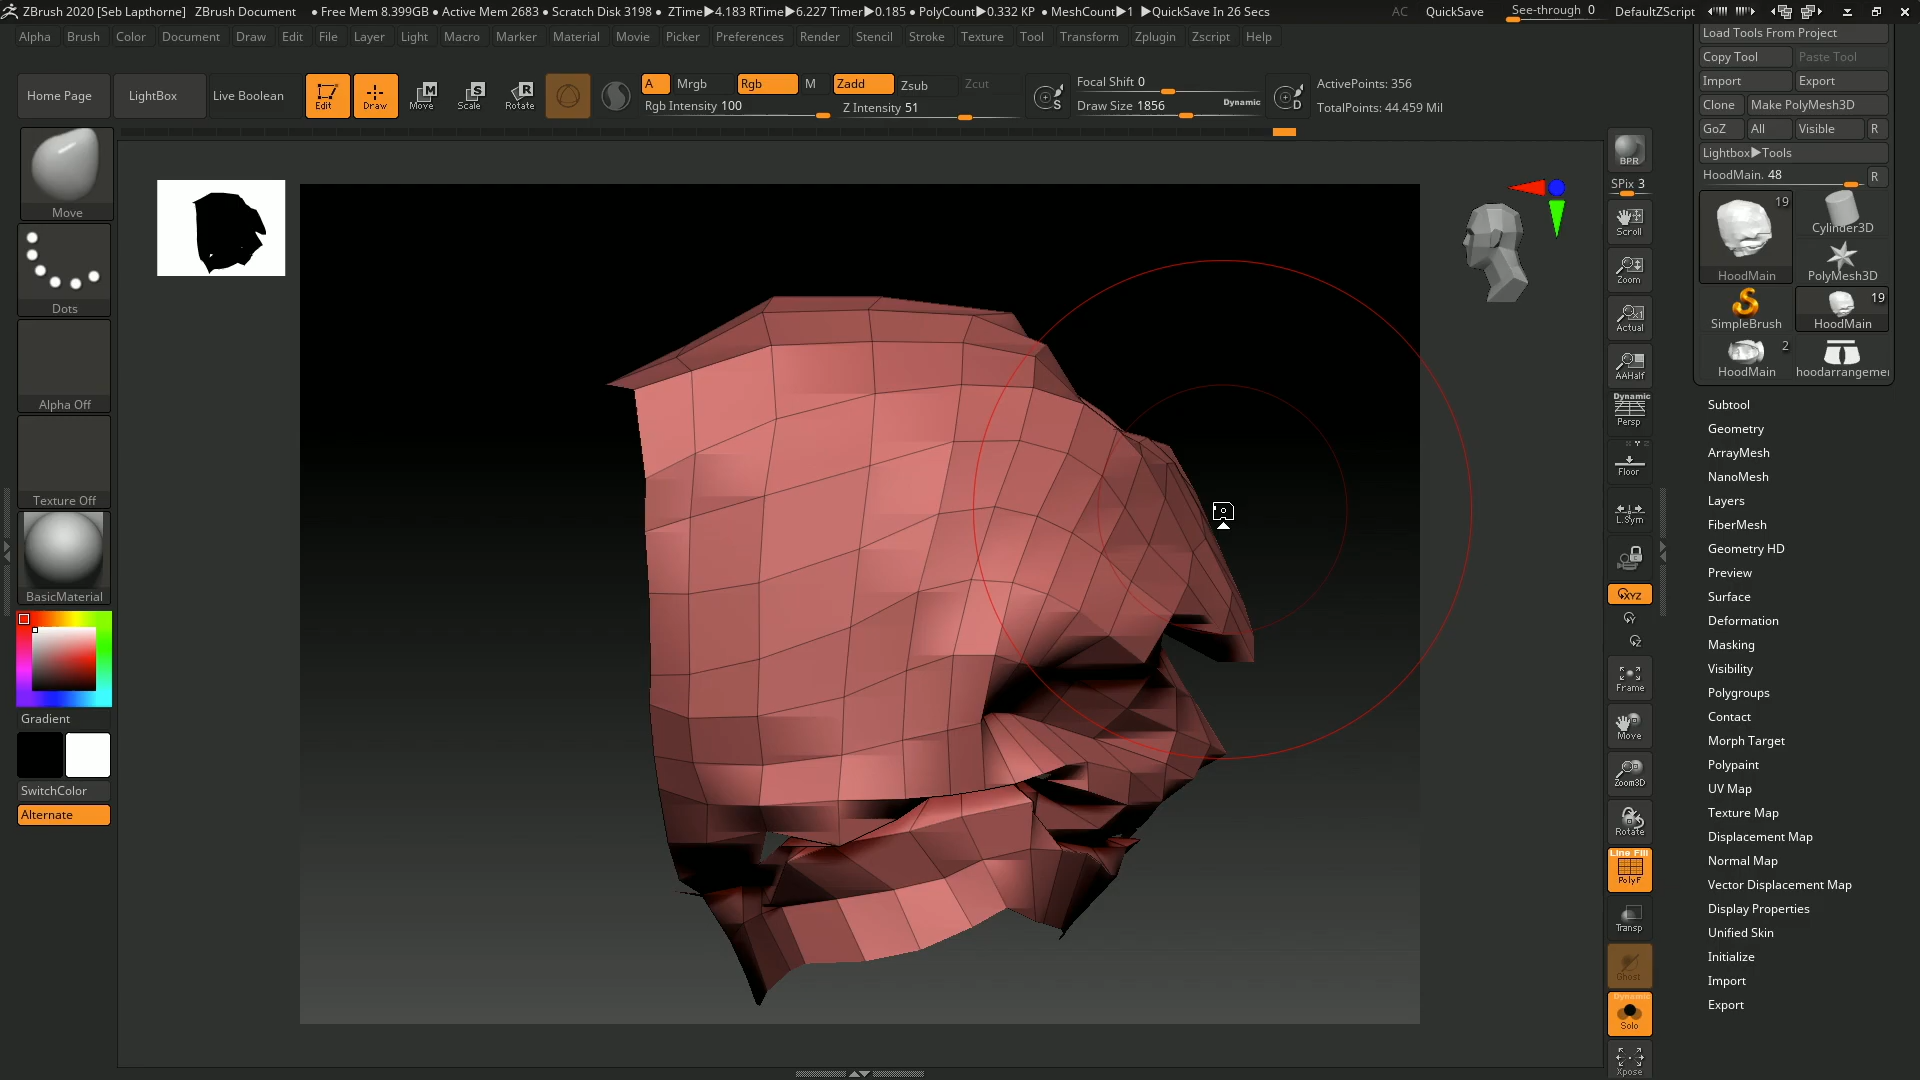 ZBrush 2020 [Seb Lapthorne] ZBrush Document • Free Mem 8.399GB • Active Mem 2683 • Scratch Disk 3198 • ZTime▶4.183 RTime▶6.227 Timer▶0.185 • PolyCount▶0.332 KP • MeshCount▶1 ▶QuickSave In 26 Secs AC QuickSave See-through 0 DefaultZScript
Alpha Brush Color Document Draw Edit File Layer Light Macro Marker Material Movie Picker Preferences Render Stencil Stroke Texture Tool Transform Zplugin Zscript Help
Home Page LightBox Live Boolean Edit Draw Move Scale Rotate
A Mrgb Rgb M Zadd Zsub Zcut
Rgb Intensity 100 Z Intensity 51
Focal Shift 0
Draw Size 1856 Dynamic
ActivePoints: 356
TotalPoints: 44.459 Mil
Move
Dots
Alpha Off
Texture Off
BasicMaterial
Gradient
SwitchColor
Alternate
BPR
SPix 3
Scroll
Zoom
Actual
AAHalf
Dynamic
Persp
Floor
L.Sym
XYZ
Y
Z
Frame
Move
Zoom3D
Rotate
Line Fill
PolyF
Transp
Ghost
Dynamic
Solo
Xpose
Load Tools From Project
Copy Tool Paste Tool
Import Export
Clone Make PolyMesh3D
GoZ All Visible R
Lightbox▶Tools
HoodMain. 48 R
19
HoodMain Cylinder3D
PolyMesh3D
SimpleBrush 19 HoodMain
HoodMain 2 hoodarrangemer
Subtool
Geometry
ArrayMesh
NanoMesh
Layers
FiberMesh
Geometry HD
Preview
Surface
Deformation
Masking
Visibility
Polygroups
Contact
Morph Target
Polypaint
UV Map
Texture Map
Displacement Map
Normal Map
Vector Displacement Map
Display Properties
Unified Skin
Initialize
Import
Export